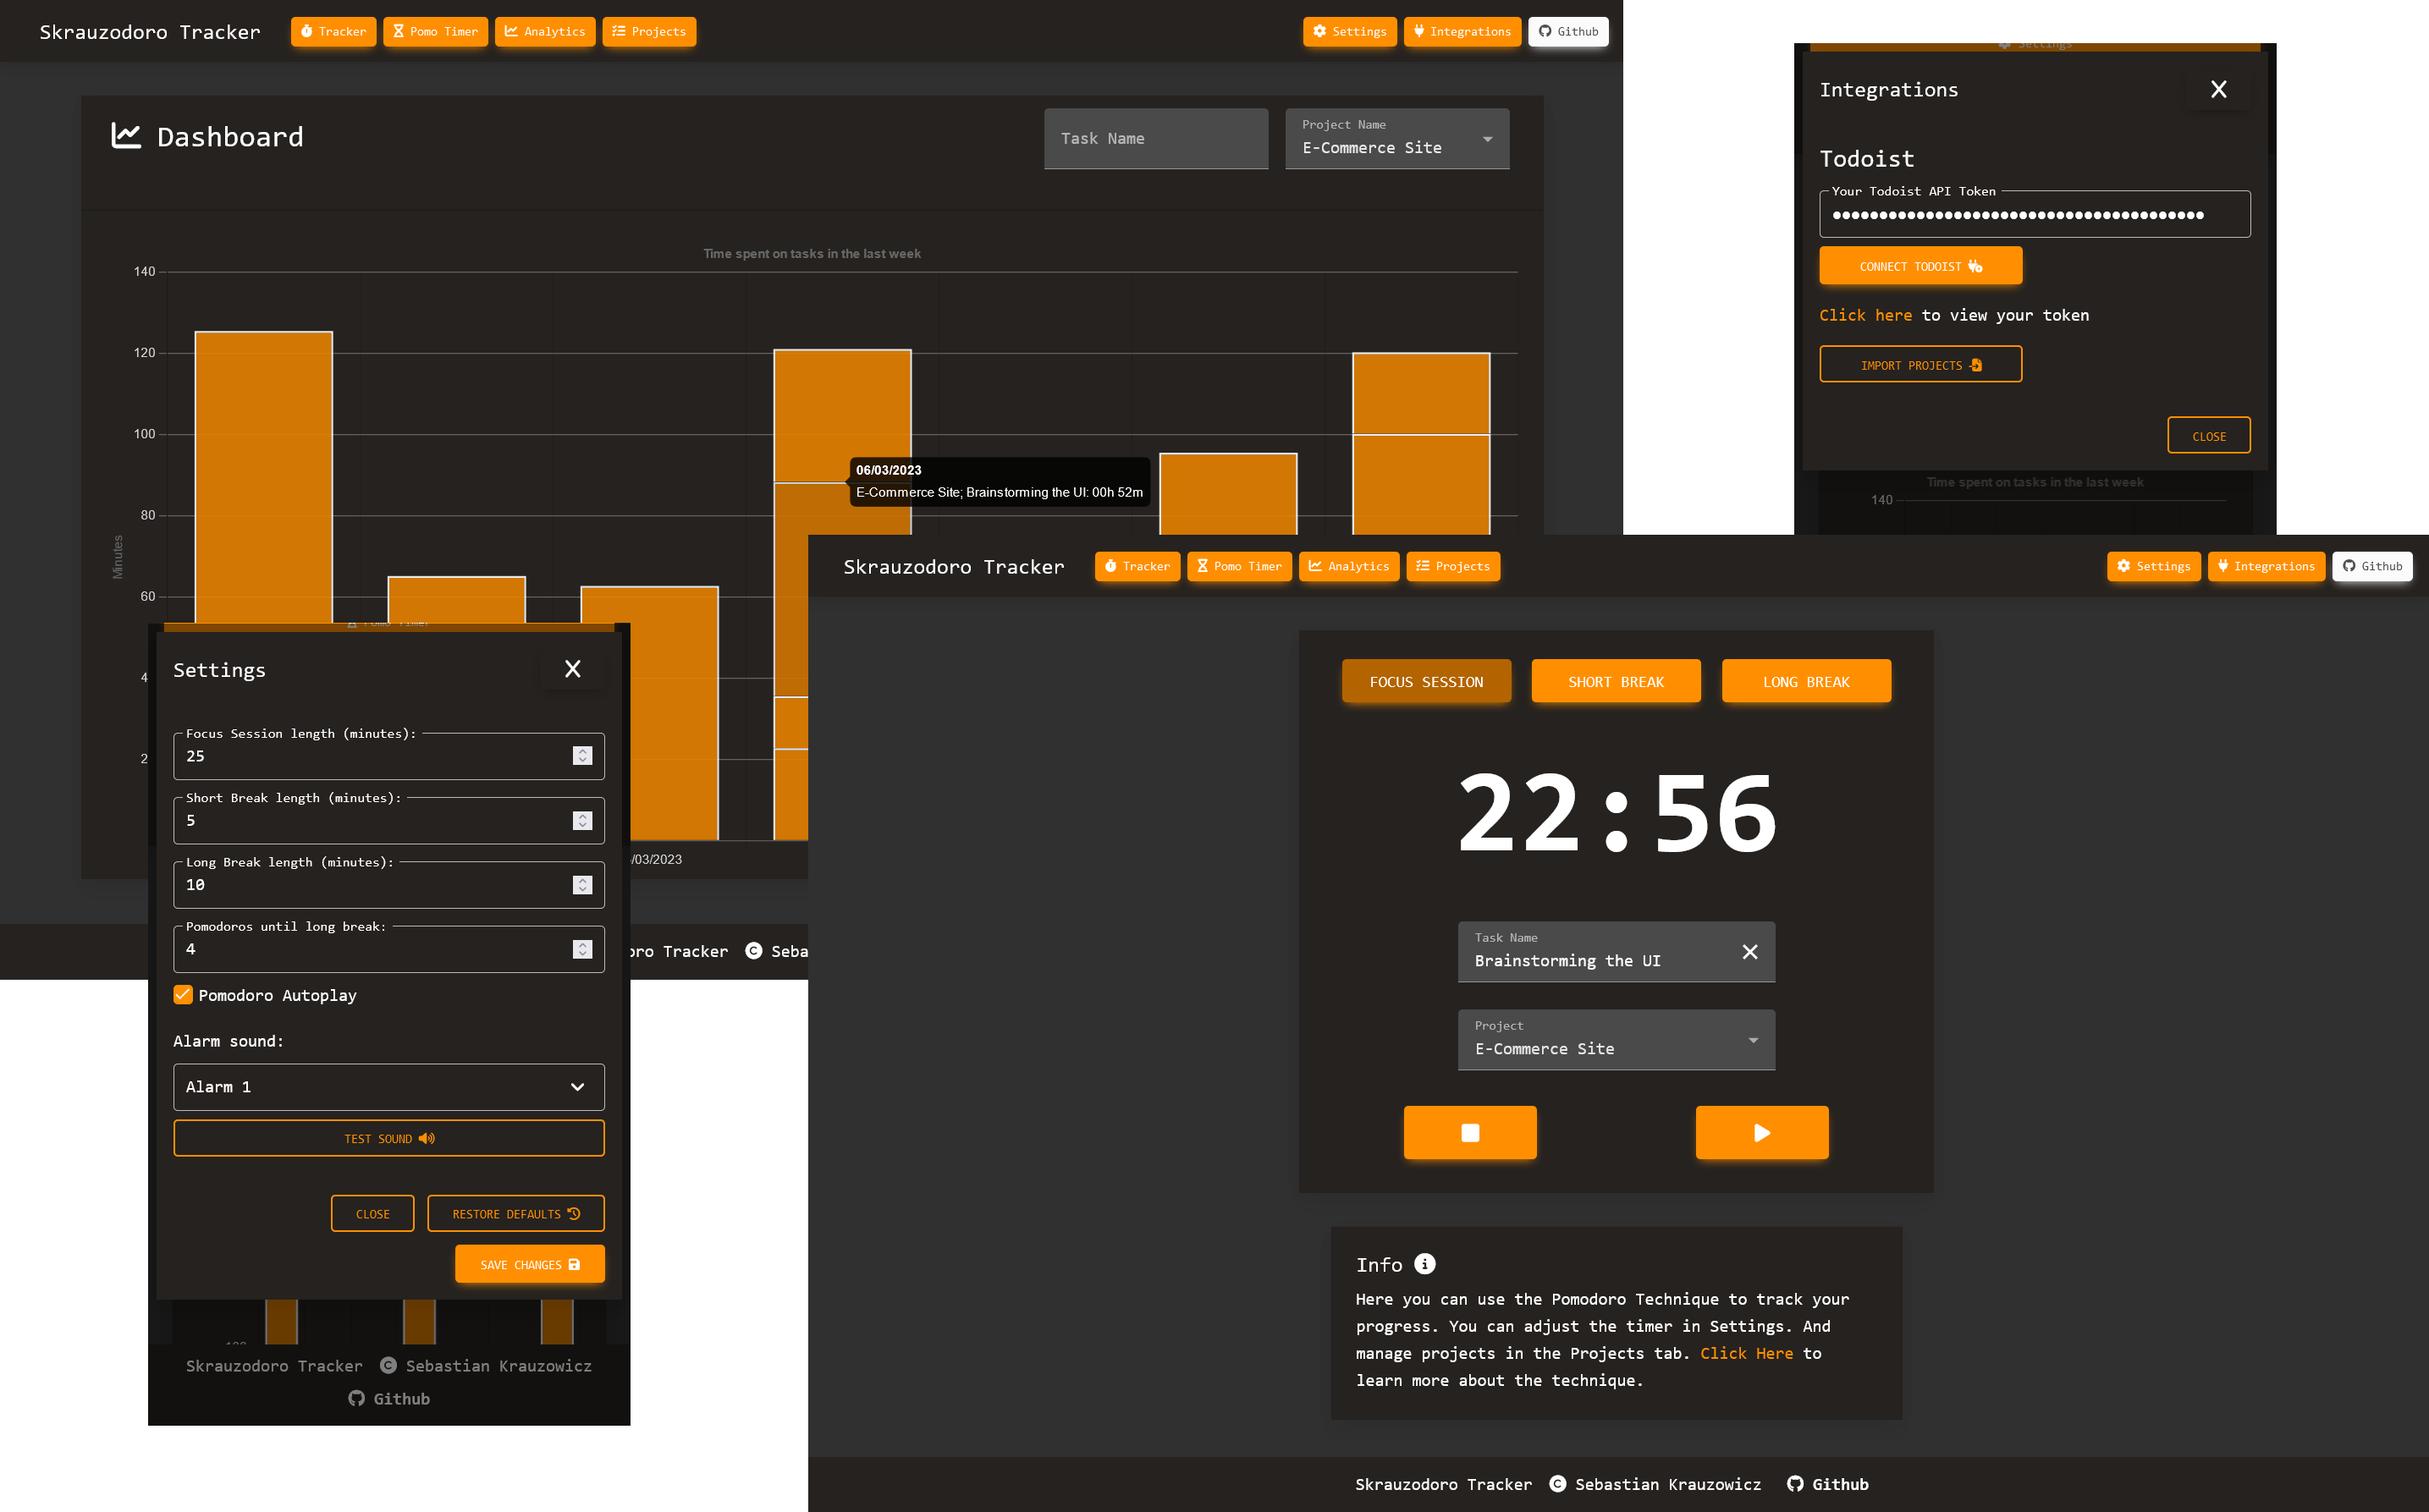 Skrauzodoro Tracker Tracker Pomo Timer Analytics Projects Settings Integrations Github
Dashboard
Task Name
Project Name
E-Commerce Site
Time spent on tasks in the last week
140
120
100
80
60
4
2
Minutes
06/03/2023
E-Commerce Site; Brainstorming the UI: 00h 52m
/03/2023
oro Tracker Seba
Settings
Integrations
X
Todoist
Your Todoist API Token
••••••••••••••••••••••••••••••••••••••••
CONNECT TODOIST
Click here to view your token
IMPORT PROJECTS
CLOSE
Time spent on tasks in the last week
140
Pomo Timer
Settings
X
Focus Session length (minutes):
25
Short Break length (minutes):
5
Long Break length (minutes):
10
Pomodoros until long break:
4
Pomodoro Autoplay
Alarm sound:
Alarm 1
TEST SOUND
CLOSE
RESTORE DEFAULTS
SAVE CHANGES
Skrauzodoro Tracker © Sebastian Krauzowicz
Github
Skrauzodoro Tracker Tracker Pomo Timer Analytics Projects Settings Integrations Github
FOCUS SESSION SHORT BREAK LONG BREAK
22:56
Task Name
Brainstorming the UI
Project
E-Commerce Site
Info
Here you can use the Pomodoro Technique to track your
progress. You can adjust the timer in Settings. And
manage projects in the Projects tab. Click Here to
learn more about the technique.
Skrauzodoro Tracker © Sebastian Krauzowicz Github